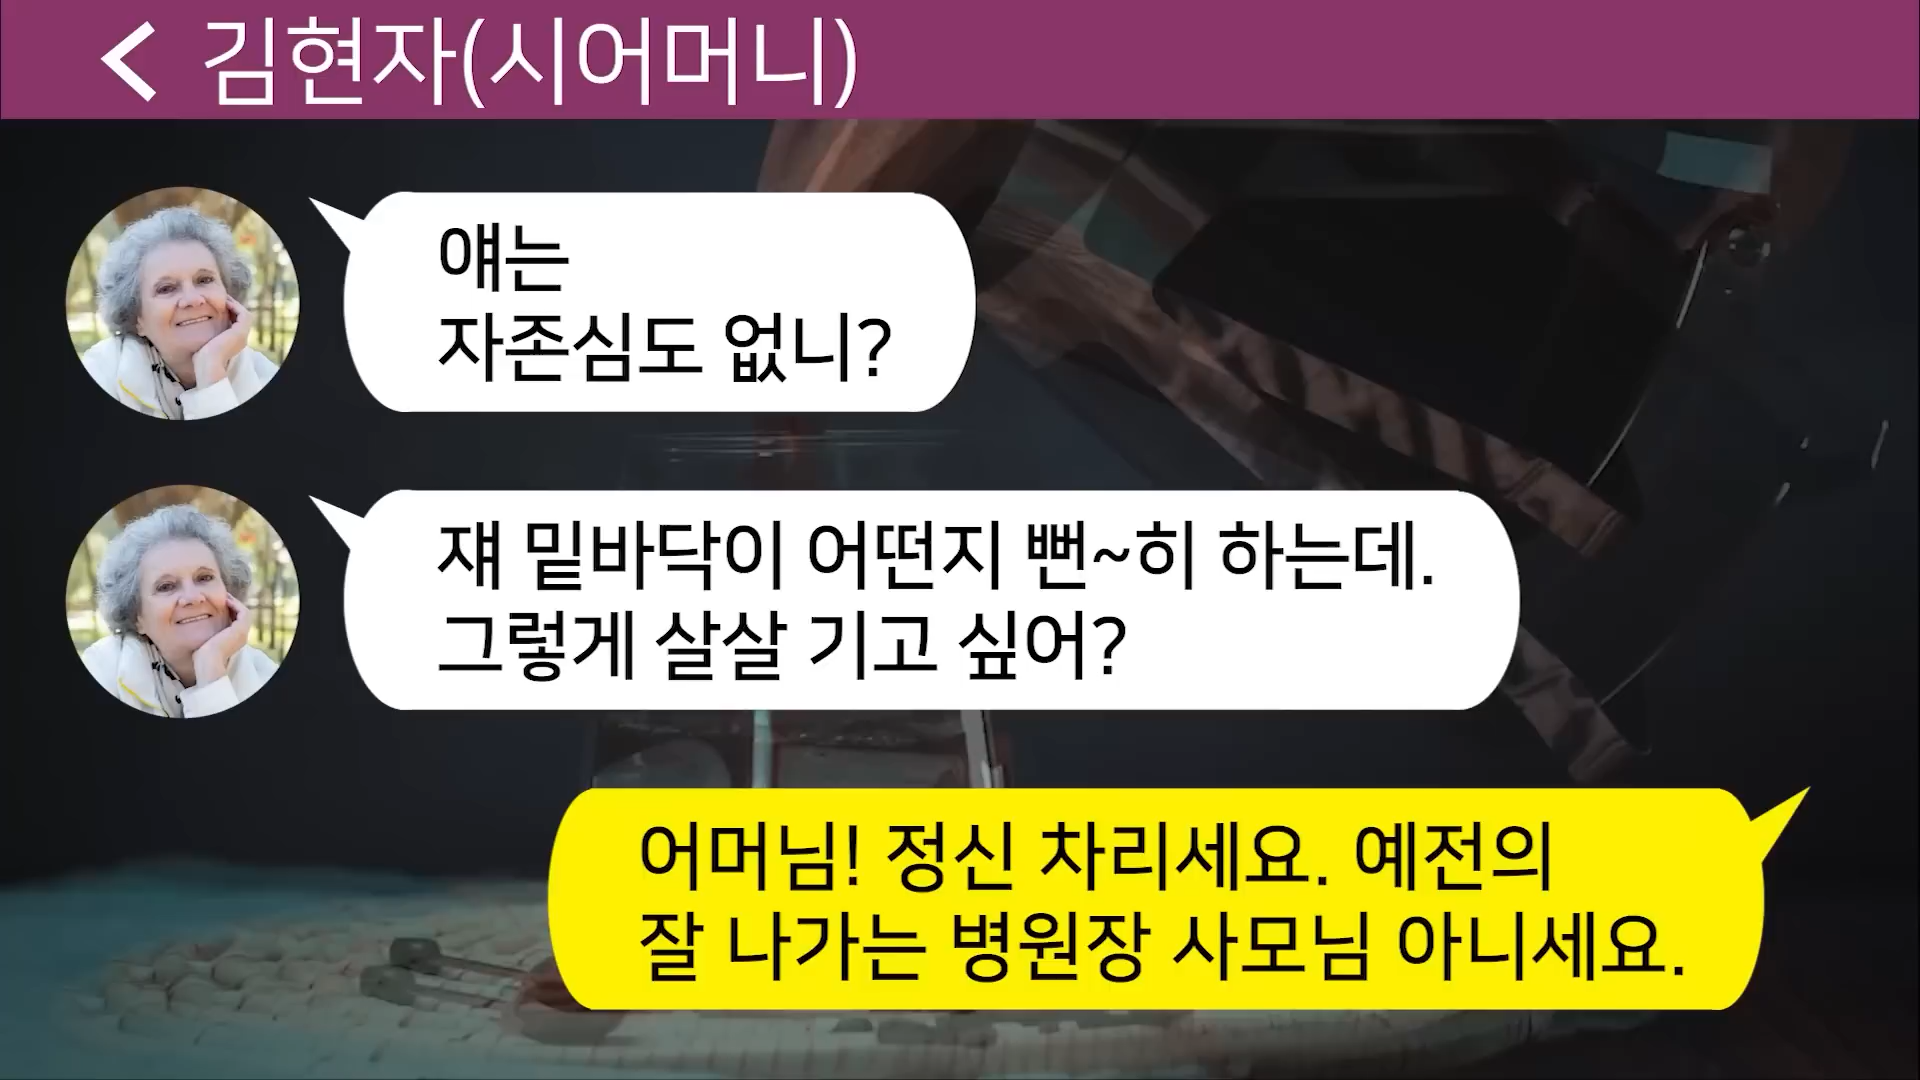 김현자(시어머니)
얘는
자존심도 없니?
쟤 밑바닥이 어떤지 뻔~히 하는데.
그렇게 살살 기고 싶어?
어머님! 정신 차리세요. 예전의
잘 나가는 병원장 사모님 아니세요.